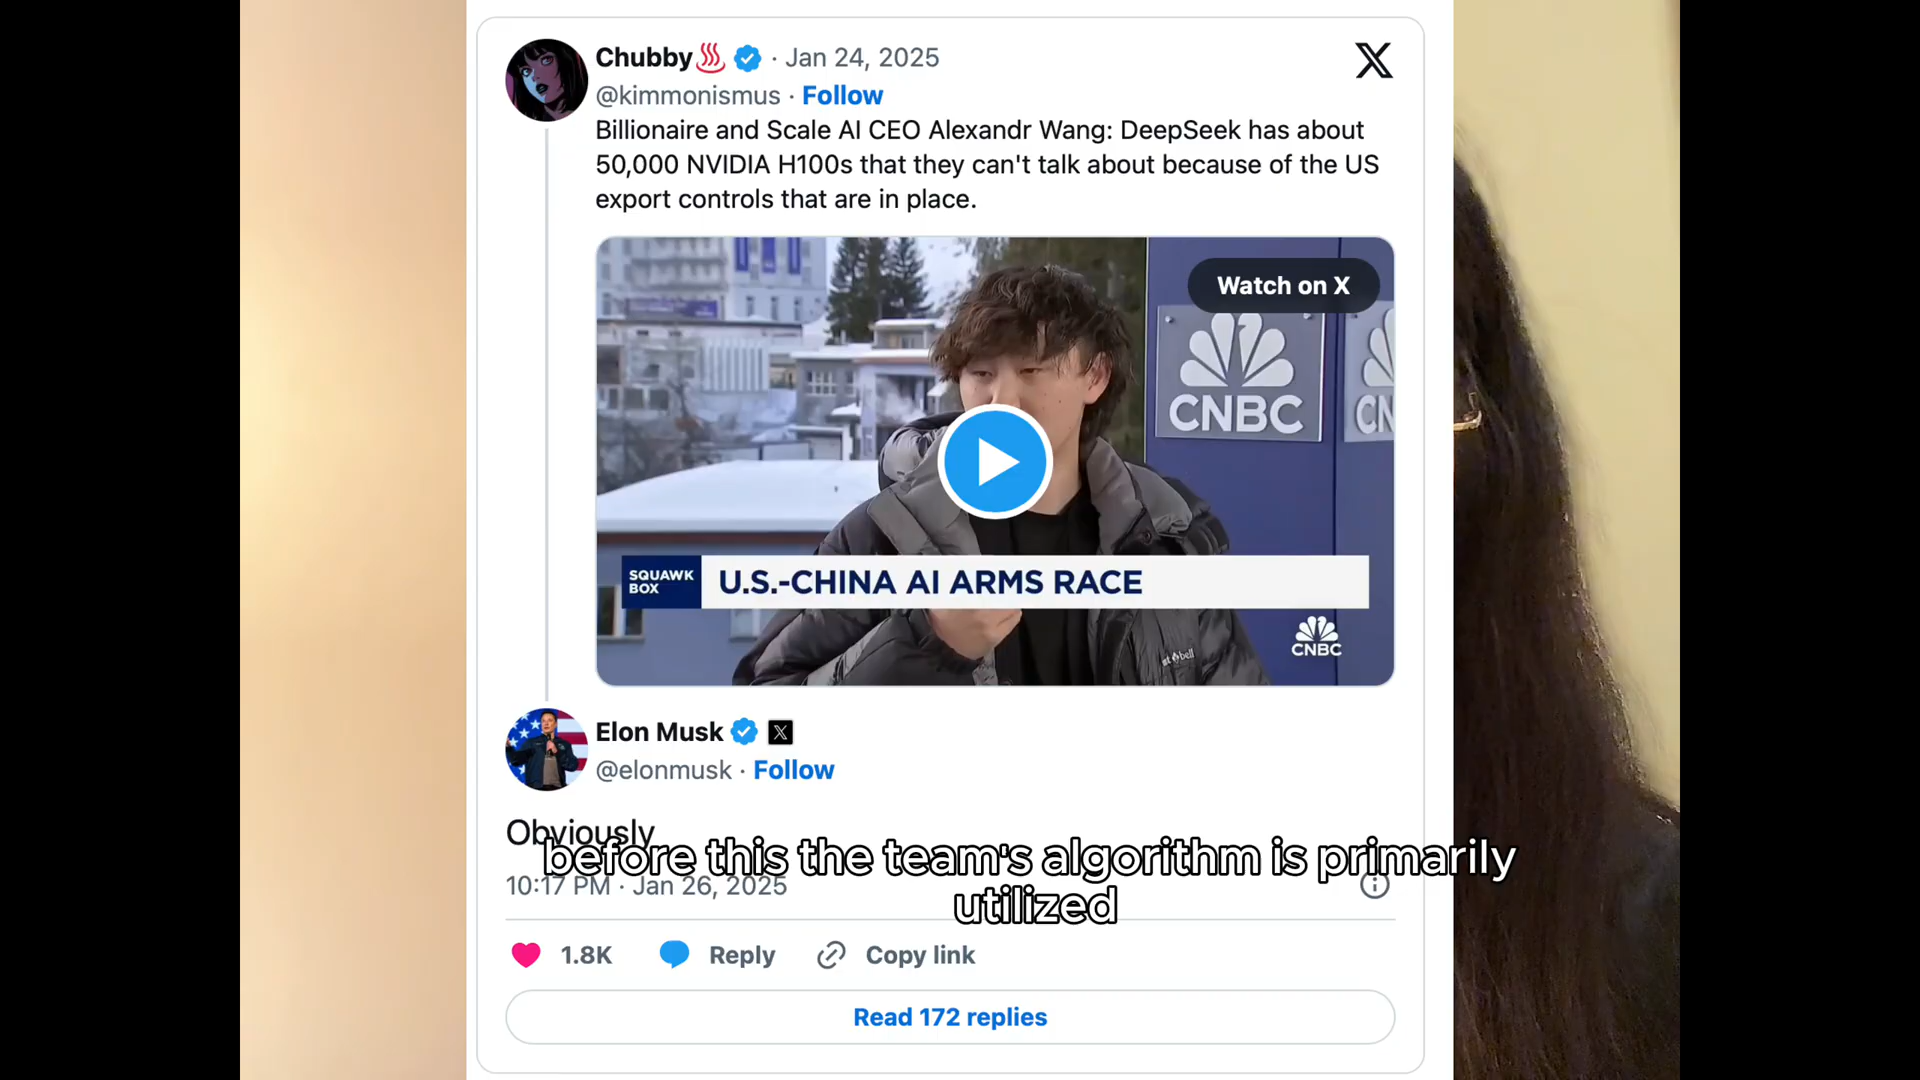 Chubby♨️ · Jan 24, 2025
@kimmonismus · Follow
Billionaire and Scale AI CEO Alexandr Wang: DeepSeek has about
50,000 NVIDIA H100s that they can't talk about because of the US
export controls that are in place.
Watch on X
CNBC
CN
SQUAWK
BOX
U.S.-CHINA AI ARMS RACE
CNBC
Elon Musk
@elonmusk · Follow
Obviously
before this the team's algorithm is primarily
utilized
10:17 PM · Jan 26, 2025
1.8K
Reply
Copy link
Read 172 replies